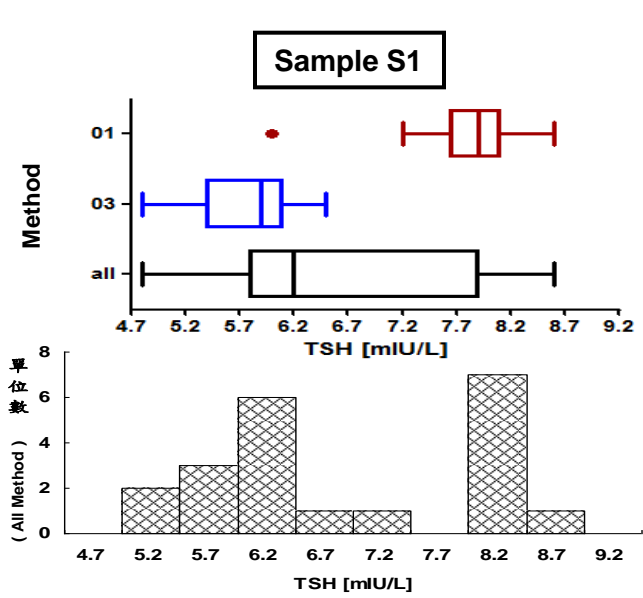 Sample S1
Method
01
03
all
4.7 5.2 5.7 6.2 6.7 7.2 7.7 8.2 8.7 9.2
TSH [mIU/L]
單位數
( All Method )
8
6
4
2
0
4.7 5.2 5.7 6.2 6.7 7.2 7.7 8.2 8.7 9.2
TSH [mIU/L]